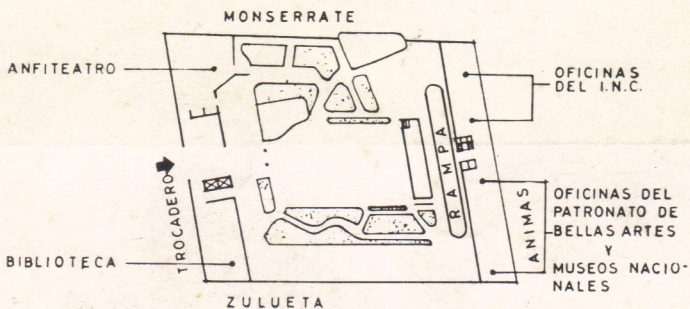 MONSERRATE
ANFITEATRO
OFICINAS
DEL I.N.C.
RAMPA
TROCADERO
ANIMAS
OFICINAS DEL
PATRONATO DE
BELLAS ARTES
Y
MUSEOS NACIO-
NALES
BIBLIOTECA
ZULUETA